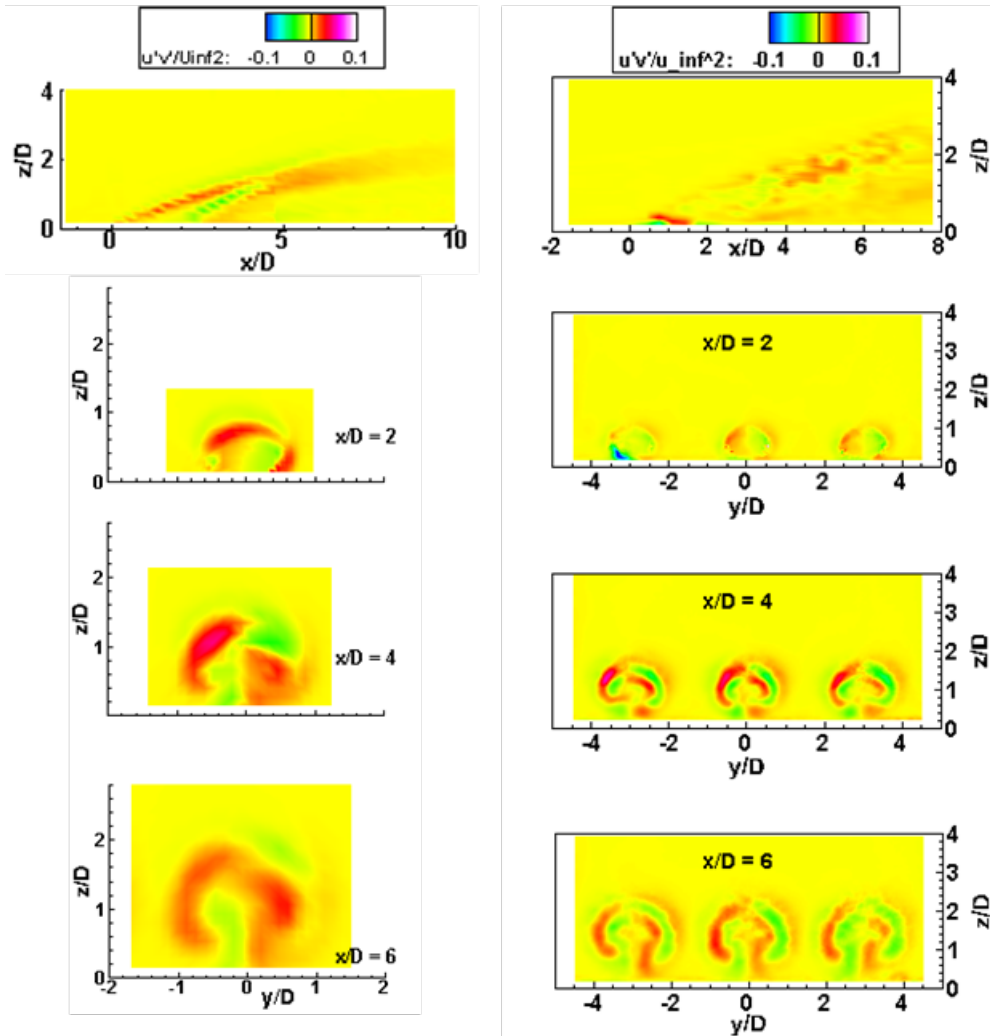 u'v'/Uinf2: -0.1 0 0.1
z/D
4
2
0
0 5 10
x/D
z/D
2
1
0
x/D = 2
z/D
2
1
x/D = 4
z/D
2
1
0
x/D = 6
-2 -1 0 1 2
y/D
u'v'/u_inf^2: -0.1 0 0.1
4
2
0
z/D
-2 0 2 4 6 8
x/D
x/D = 2
4
3
2
1
0
z/D
-4 -2 0 2 4
y/D
x/D = 4
4
3
2
1
0
z/D
-4 -2 0 2 4
y/D
x/D = 6
4
3
2
1
0
z/D
-4 -2 0 2 4
y/D